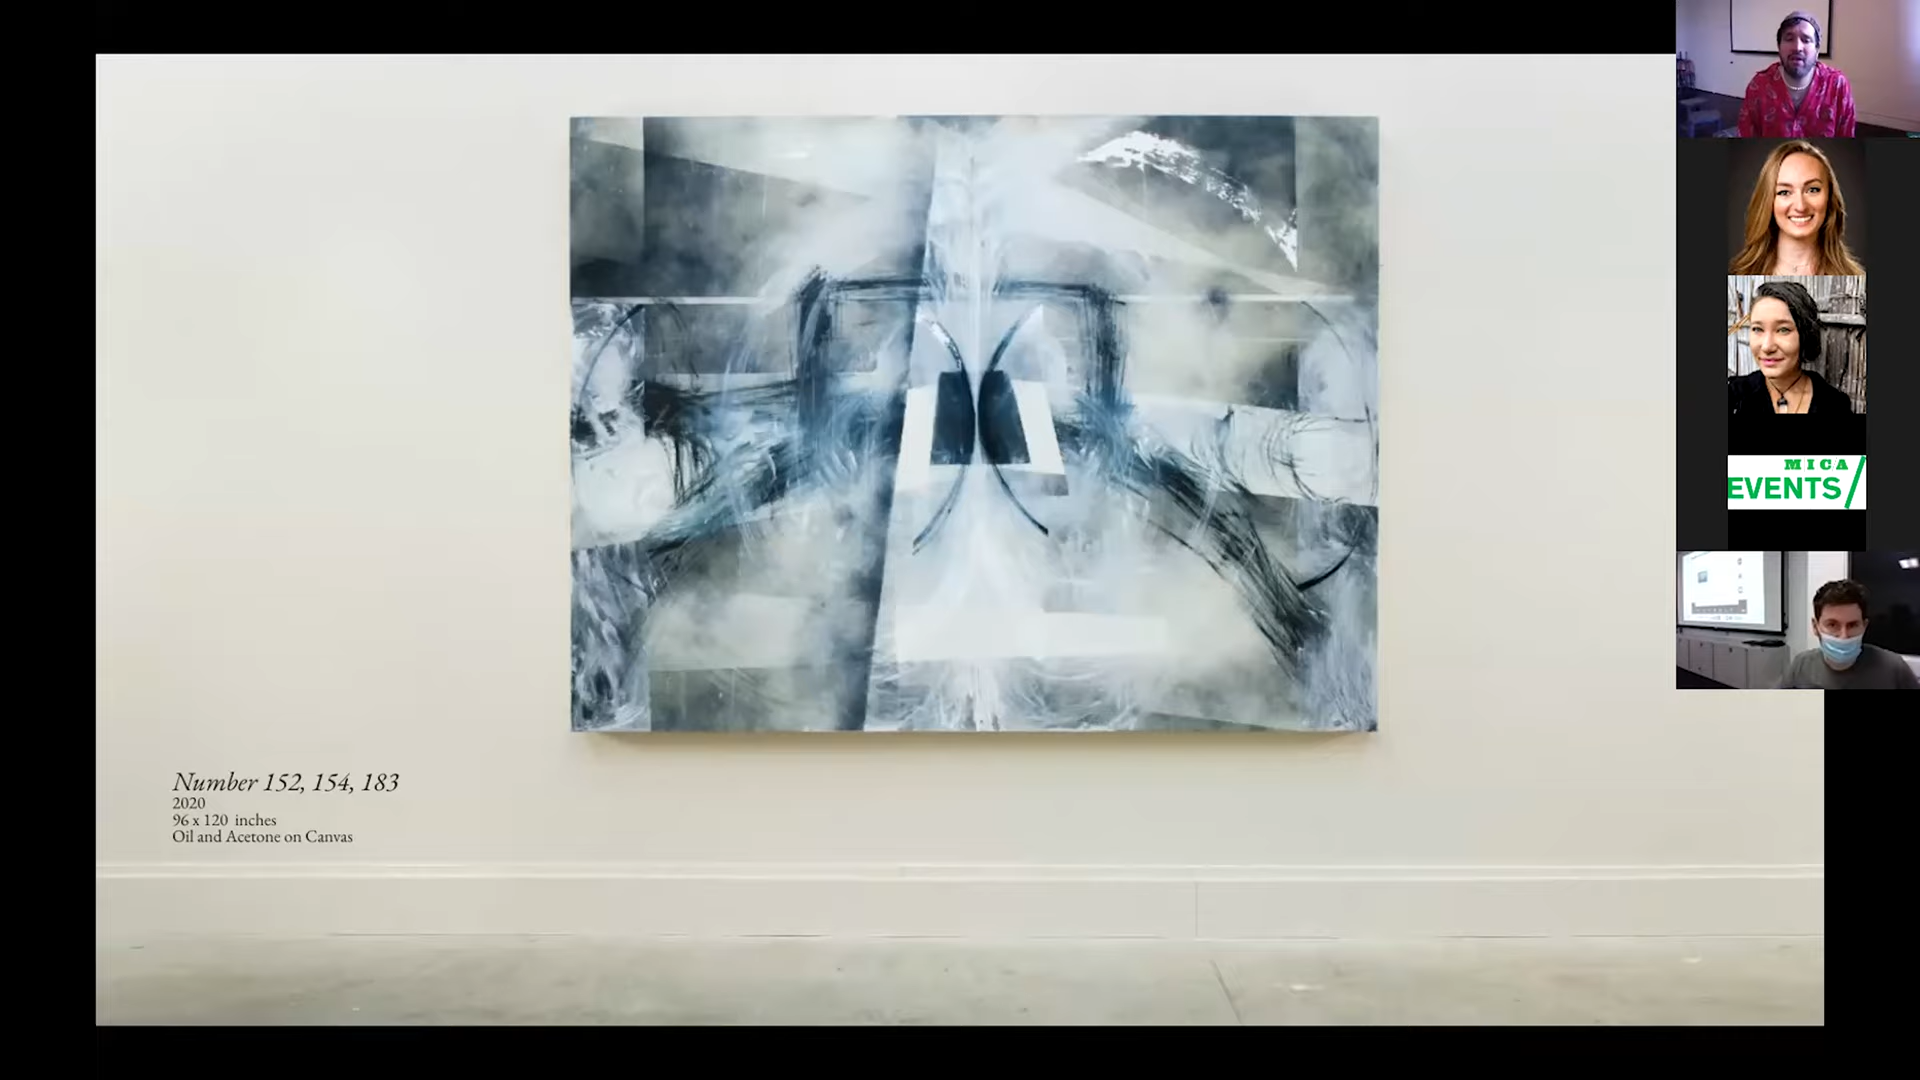 Number 152, 154, 183
2020
96 x 120 inches
Oil and Acetone on Canvas
MICA
EVENTS/